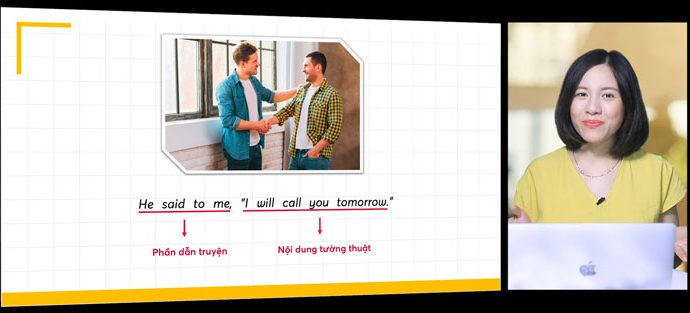 He said to me, "I will call you tomorrow."
Phần dẫn truyện
Nội dung tường thuật